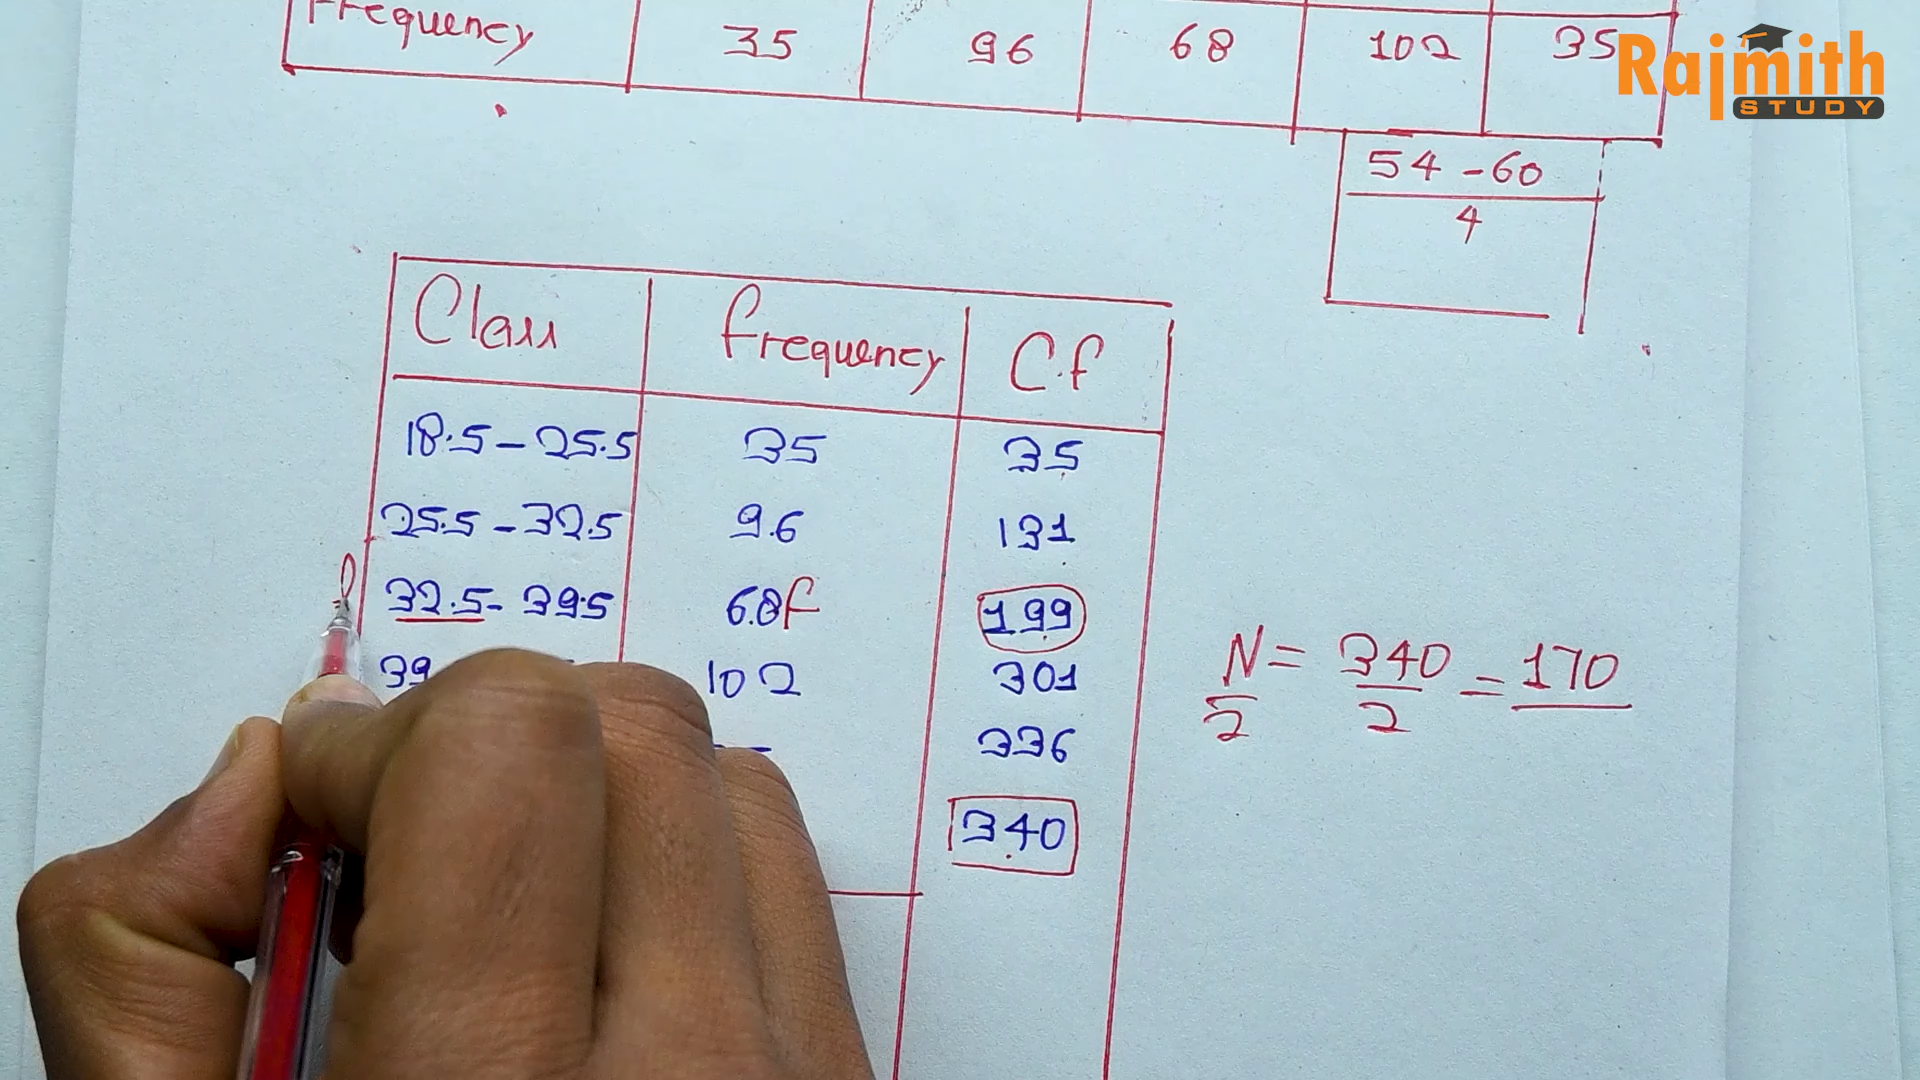 Frequency 35 96 68 102 35
Rajmith
STUDY
54 - 60
4
Class frequency C.f
18.5 - 25.5 35 35
25.5 - 32.5 96 131
l 32.5 - 39.5 68 f 199
39 102 301
336
340
N/2 = 340/2 = 170